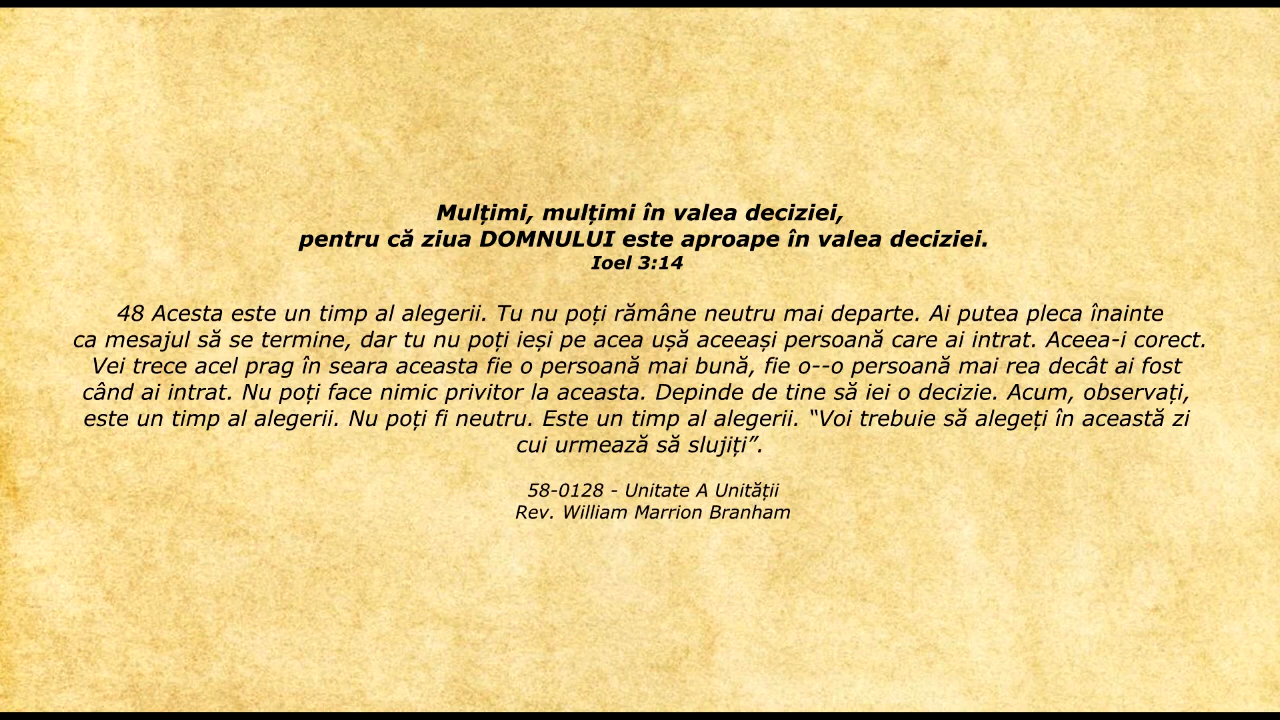 Mulțimi, mulțimi în valea deciziei,
pentru că ziua DOMNULUI este aproape în valea deciziei.
Ioel 3:14
48 Acesta este un timp al alegerii. Tu nu poți rămâne neutru mai departe. Ai putea pleca înainte
ca mesajul să se termine, dar tu nu poți ieși pe acea ușă aceeași persoană care ai intrat. Aceea-i corect.
Vei trece acel prag în seara aceasta fie o persoană mai bună, fie o--o persoană mai rea decât ai fost
când ai intrat. Nu poți face nimic privitor la aceasta. Depinde de tine să iei o decizie. Acum, observați,
este un timp al alegerii. Nu poți fi neutru. Este un timp al alegerii. “Voi trebuie să alegeți în această zi
cui urmează să slujiți”.
58-0128 - Unitate A Unității
Rev. William Marrion Branham